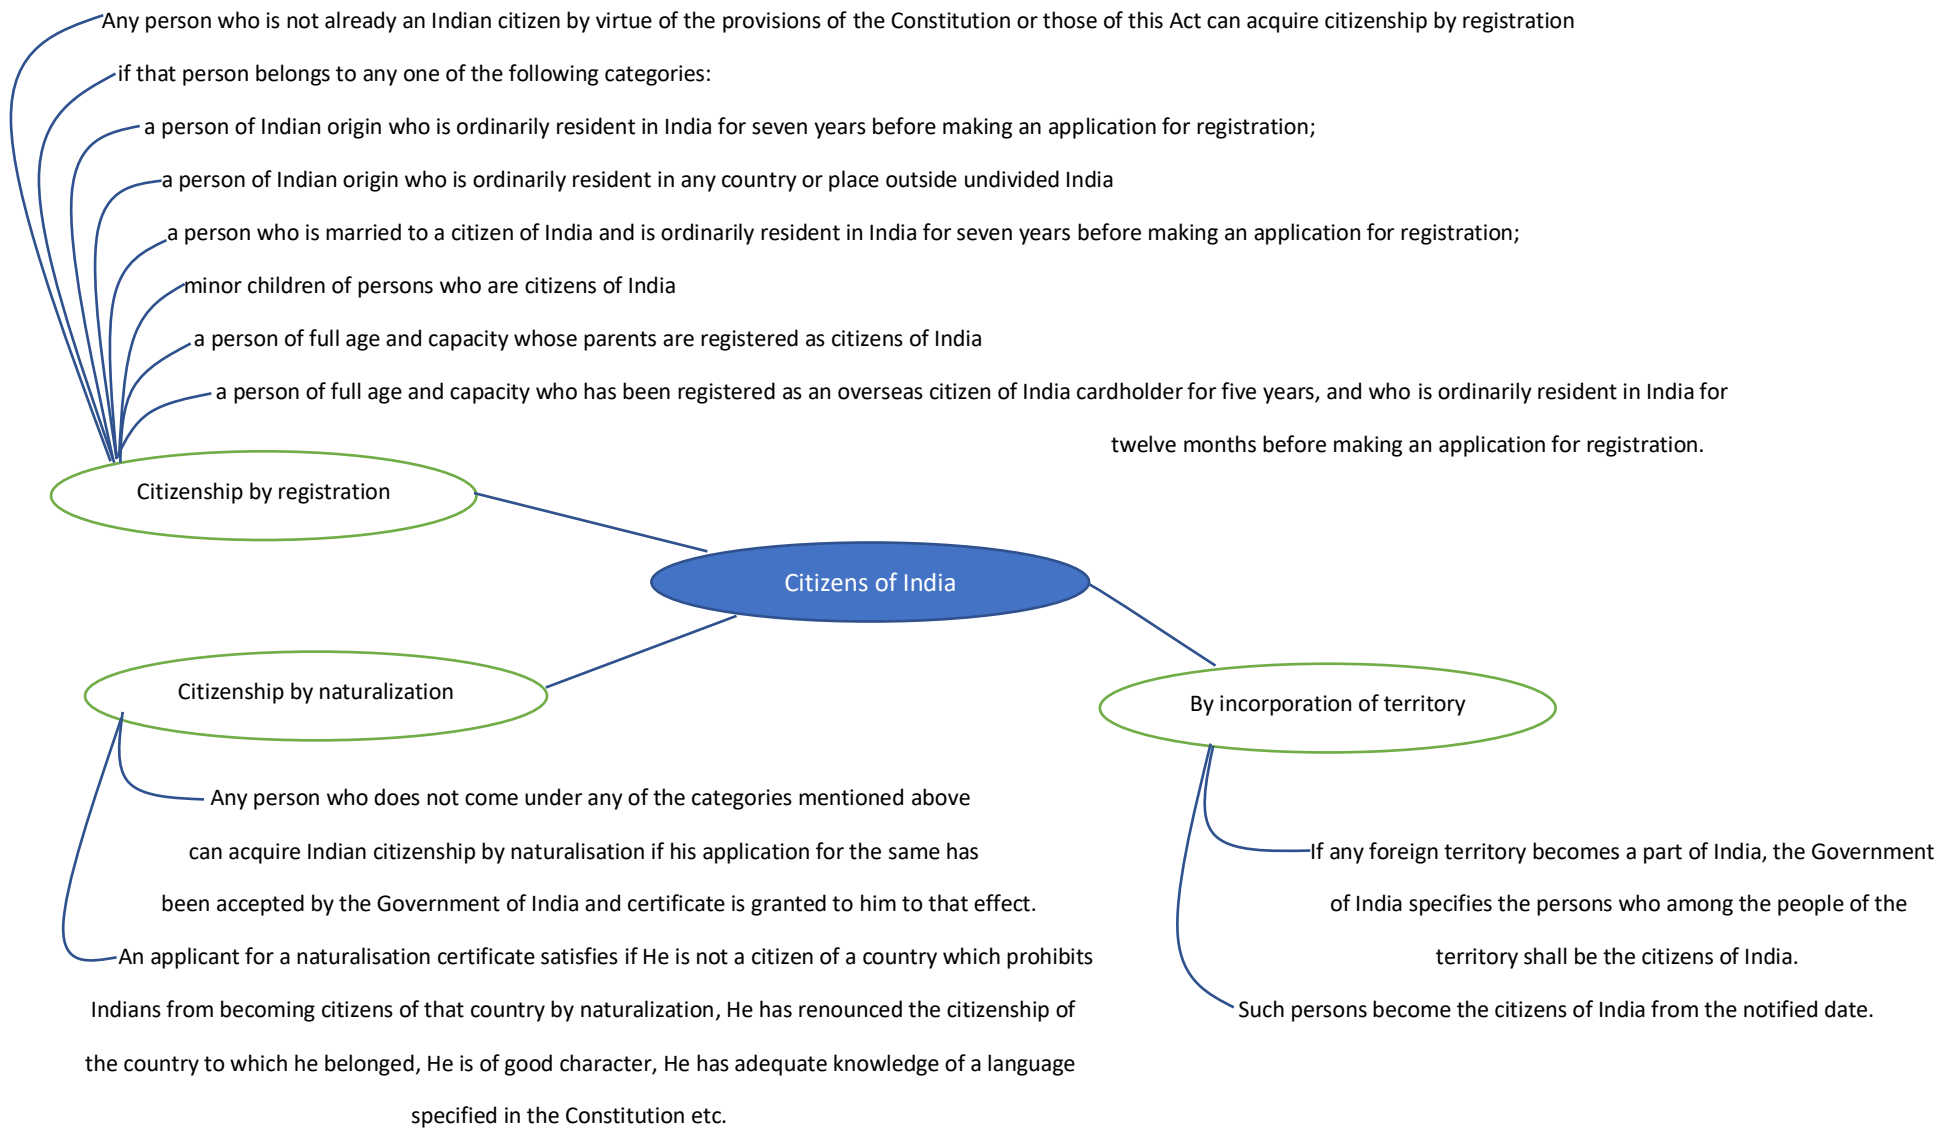 Any person who is not already an Indian citizen by virtue of the provisions of the Constitution or those of this Act can acquire citizenship by registration
if that person belongs to any one of the following categories:
a person of Indian origin who is ordinarily resident in India for seven years before making an application for registration;
a person of Indian origin who is ordinarily resident in any country or place outside undivided India
a person who is married to a citizen of India and is ordinarily resident in India for seven years before making an application for registration;
minor children of persons who are citizens of India
a person of full age and capacity whose parents are registered as citizens of India
a person of full age and capacity who has been registered as an overseas citizen of India cardholder for five years, and who is ordinarily resident in India for
twelve months before making an application for registration.
Citizenship by registration
Citizens of India
Citizenship by naturalization
Any person who does not come under any of the categories mentioned above
can acquire Indian citizenship by naturalisation if his application for the same has
been accepted by the Government of India and certificate is granted to him to that effect.
An applicant for a naturalisation certificate satisfies if He is not a citizen of a country which prohibits
Indians from becoming citizens of that country by naturalization, He has renounced the citizenship of
the country to which he belonged, He is of good character, He has adequate knowledge of a language
specified in the Constitution etc.
By incorporation of territory
If any foreign territory becomes a part of India, the Government
of India specifies the persons who among the people of the
territory shall be the citizens of India.
Such persons become the citizens of India from the notified date.